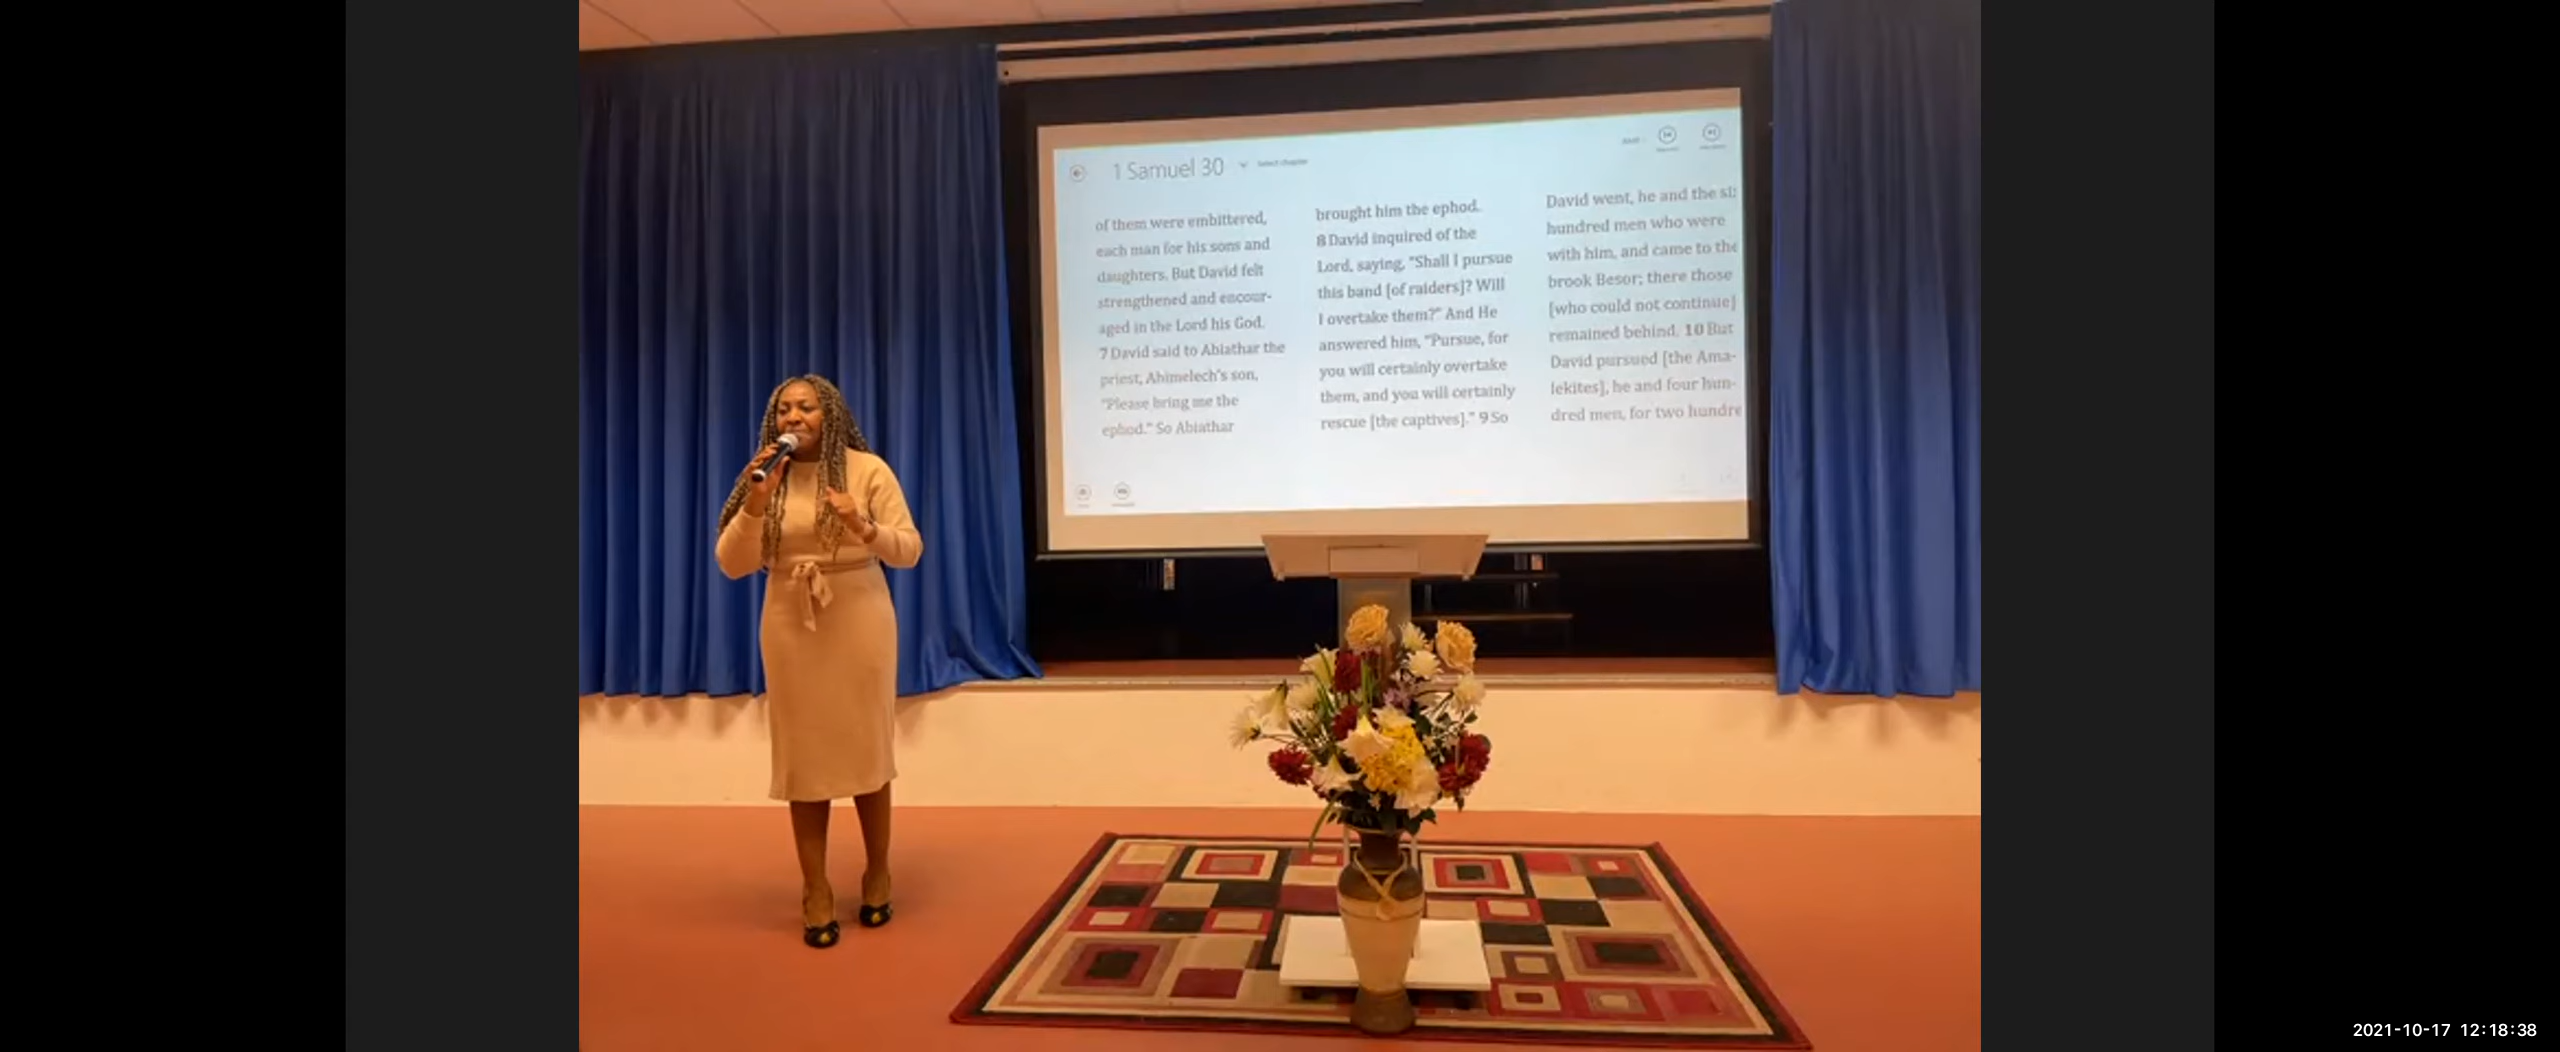 1 Samuel 30
Select chapter
of them were embittered,
each man for his sons and
daughters. But David felt
strengthened and encour-
aged in the Lord his God.
7 David said to Abiathar the
priest, Ahimelech's son,
"Please bring me the
ephod." So Abiathar
brought him the ephod.
8 David inquired of the
Lord, saying, "Shall I pursue
this band [of raiders]? Will
I overtake them?" And He
answered him, "Pursue, for
you will certainly overtake
them, and you will certainly
rescue [the captives]." 9 So
David went, he and the si
hundred men who were
with him, and came to the
brook Besor; there those
[who could not continue]
remained behind. 10 But
David pursued [the Ama-
lekites], he and four hun-
dred men, for two hundre
2021-10-17 12:18:38